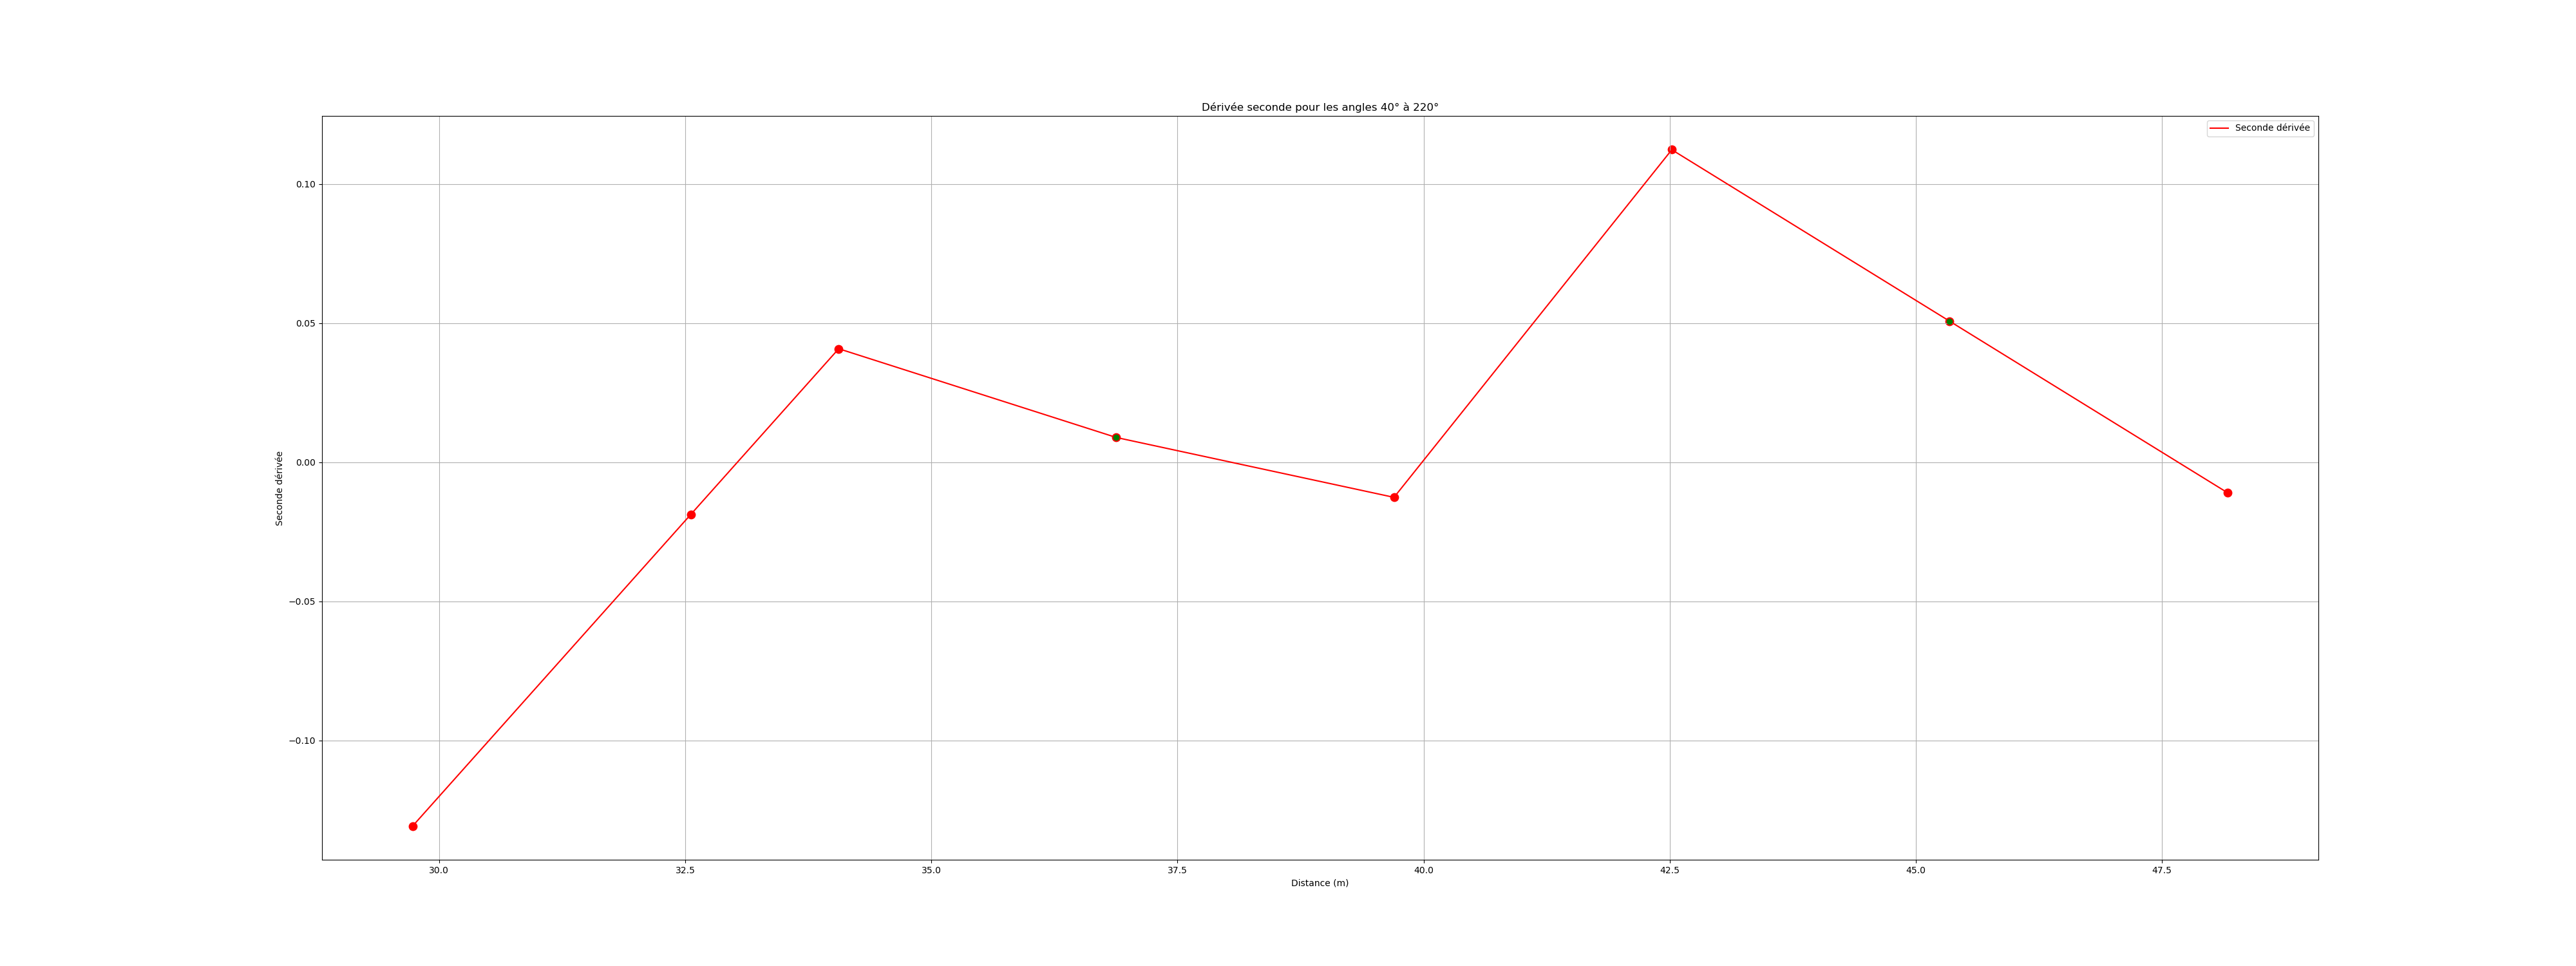 Dérivée seconde pour les angles 40° à 220°
Seconde dérivée
0.10
0.05
0.00
−0.05
−0.10
Seconde dérivée
30.0 32.5 35.0 37.5 40.0 42.5 45.0 47.5
Distance (m)